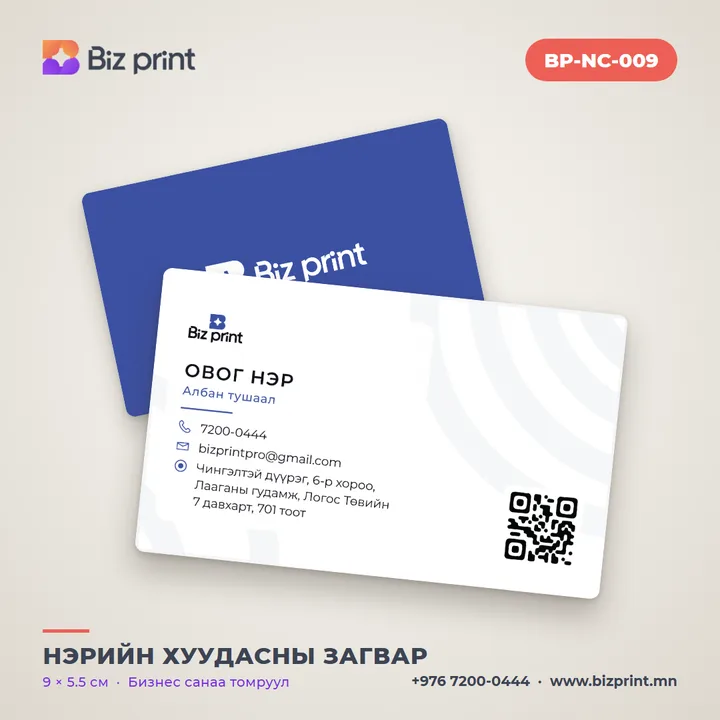 Biz print
BP-NC-009
Biz print
Biz print
ОВОГ НЭР
Албан тушаал
7200-0444
bizprintpro@gmail.com
Чингэлтэй дүүрэг, 6-р хороо,
Лааганы гудамж, Логос Төвийн
7 давхарт, 701 тоот
НЭРИЙН ХУУДАСНЫ ЗАГВАР
9 × 5.5 см · Бизнес санаа томруул
+976 7200-0444 · www.bizprint.mn